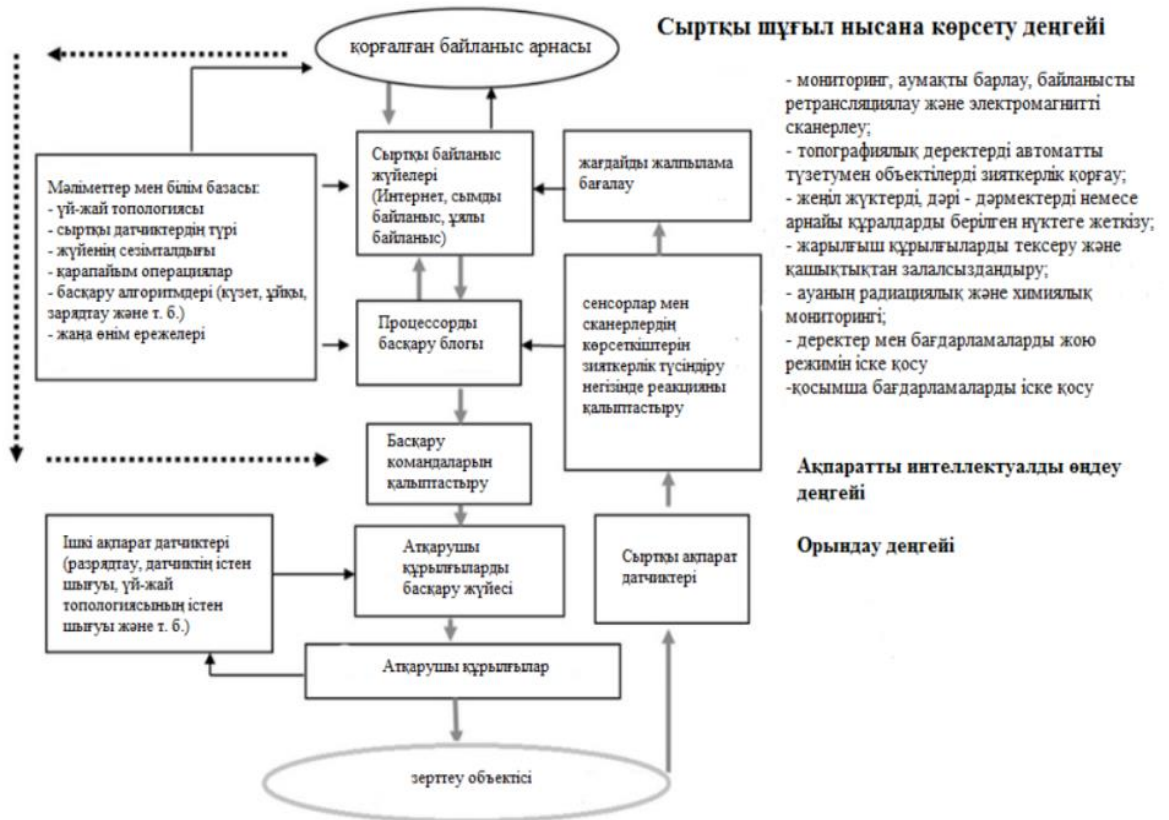 қорғалған байланыс арнасы
Сыртқы шұғыл нысана көрсету деңгейі
- мониторинг, аумақты барлау, байланысты
ретрансляциялау және электромагнитті
сканерлеу;
- топографиялық деректерді автоматты
түзетумен объектілерді зияткерлік қорғау;
- жеңіл жүктерді, дәрі - дәрмектерді немесе
арнайы құралдарды берілген нүктеге жеткізу;
- жарылғыш құрылғыларды тексеру және
қашықтықтан залалсыздандыру;
- ауаның радиациялық және химиялық
мониторингі;
- деректер мен бағдарламаларды жою
режимін іске қосу
-қосымша бағдарламаларды іске қосу
Мәліметтер мен білім базасы:
- үй-жай топологиясы
- сыртқы датчиктердің түрі
- жүйенің сезімталдығы
- қарапайым операциялар
- басқару алгоритмдері (күзет, ұйқы,
зарядтау және т. б.)
- жаңа өнім ережелері
Сыртқы байланыс
жүйелері
(Интернет, сымды
байланыс, ұялы
байланыс)
жағдайды жалпылама
бағалау
Процессорды
басқару блогы
сенсорлар мен
сканерлердің
көрсеткіштерін
зияткерлік түсіндіру
негізінде реакцияны
қалыптастыру
Басқару
командаларын
қалыптастыру
Ақпаратты интеллектуалды өңдеу
деңгейі
Ішкі ақпарат датчиктері
(разрядтау, датчиктің істен
шығуы, үй-жай
топологиясының істен
шығуы және т. б.)
Атқарушы
құрылғыларды
басқару жүйесі
Сыртқы ақпарат
датчиктері
Орындау деңгейі
Атқарушы құрылғылар
зерттеу объектісі